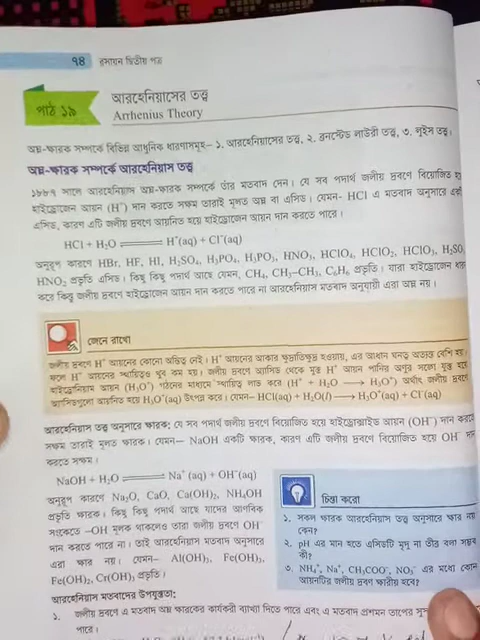 ৭৪ রসায়ন দ্বিতীয় পত্র
পাঠ ১৯
আরহেনিয়াসের তত্ত্ব
Arrhenius Theory
অম্ল-ক্ষারক সম্পর্কে বিভিন্ন আধুনিক ধারণাসমূহ– ১. আরহেনিয়াসের তত্ত্ব, ২. ব্রনস্টেড লাউরী তত্ত্ব, ৩. লুইস তত্ত্ব।
অম্ল-ক্ষারক সম্পর্কে আরহেনিয়াস তত্ত্ব
১৮৮৭ সালে আরহেনিয়াস অম্ল-ক্ষারক সম্পর্কে তাঁর মতবাদ দেন। যে সব পদার্থ জলীয় দ্রবণে বিয়োজিত হয়ে
হাইড্রোজেন আয়ন (H⁺) দান করতে সক্ষম তারাই মূলত অম্ল বা এসিড। যেমন- HCl এ মতবাদ অনুসারে একটি
এসিড, কারণ এটি জলীয় দ্রবণে আয়নিত হয়ে হাইড্রোজেন আয়ন দান করতে পারে।
HCl + H₂O ⇌ H⁺(aq) + Cl⁻(aq)
অনুরূপ কারণে HBr, HF, HI, H₂SO₄, H₃PO₄, H₃PO₃, HNO₃, HClO₄, HClO₂, HClO₃, H₂SO
HNO₂ প্রভৃতি এসিড। কিছু কিছু পদার্থ আছে যেমন, CH₄, CH₃–CH₃, C₆H₆ প্রভৃতি। যারা হাইড্রোজেন ধারণ
করে কিন্তু জলীয় দ্রবণে হাইড্রোজেন আয়ন দান করতে পারে না আরহেনিয়াস মতবাদ অনুযায়ী এরা অম্ল নয়।
জেনে রাখো
জলীয় দ্রবণে H⁺ আয়নের কোনো অস্তিত্ব নেই। H⁺ আয়নের আকার ক্ষুদ্রাতিক্ষুদ্র হওয়ায়, এর আধান ঘনত্ব অত্যন্ত বেশি হয়।
ফলে H⁺ আয়নের স্থায়িত্বও খুব কম হয়। জলীয় দ্রবণে অ্যাসিড থেকে মুক্ত H⁺ আয়ন পানির অণুর সঙ্গে যুক্ত হয়ে
হাইড্রোনিয়াম আয়ন (H₃O⁺) গঠনের মাধ্যমে স্থায়িত্ব লাভ করে (H⁺ + H₂O → H₃O⁺) অর্থাৎ জলীয় দ্রবণে
অ্যাসিডগুলো আয়নিত হয়ে H₃O⁺(aq) উৎপন্ন করে। যেমন– HCl(aq) + H₂O(l) → H₃O⁺(aq) + Cl⁻(aq)
আরহেনিয়াস তত্ত্ব অনুসারে ক্ষারক: যে সব পদার্থ জলীয় দ্রবণে বিয়োজিত হয়ে হাইড্রোক্সাইড আয়ন (OH⁻) দান করতে
সক্ষম তারাই মূলত ক্ষারক। যেমন– NaOH একটি ক্ষারক, কারণ এটি জলীয় দ্রবণে বিয়োজিত হয়ে OH⁻ দান
করতে সক্ষম।
NaOH + H₂O ⇌ Na⁺ (aq) + OH⁻(aq)
অনুরূপ কারণে Na₂O, CaO, Ca(OH)₂, NH₄OH
প্রভৃতি ক্ষারক। কিছু কিছু পদার্থ আছে যাদের আণবিক
সংকেতে –OH মূলক থাকলেও তারা জলীয় দ্রবণে OH⁻
দান করতে পারে না। তাই আরহেনিয়াস মতবাদ অনুসারে
এরা ক্ষার নয়। যেমন– Al(OH)₃, Fe(OH)₃,
Fe(OH)₂, Cr(OH)₃ প্রভৃতি।
চিন্তা করো
১. সকল ক্ষারক আরহেনিয়াস তত্ত্ব অনুসারে ক্ষার নয়
কেন?
২. pH এর মান হতে এসিডটি মৃদু না তীব্র বলা সম্ভব
কী?
৩. NH₄⁺, Na⁺, CH₃COO⁻, NO₃⁻ এর মধ্যে কোন
আয়নটির জলীয় দ্রবণ ক্ষারীয় হবে?
আরহেনিয়াস মতবাদের উপযুক্ততা:
১. জলীয় দ্রবণে এ মতবাদ অম্ল ক্ষারকের কার্যকরী ব্যাখ্যা দিতে পারে এবং এ মতবাদ প্রশমন তাপের
পারে।